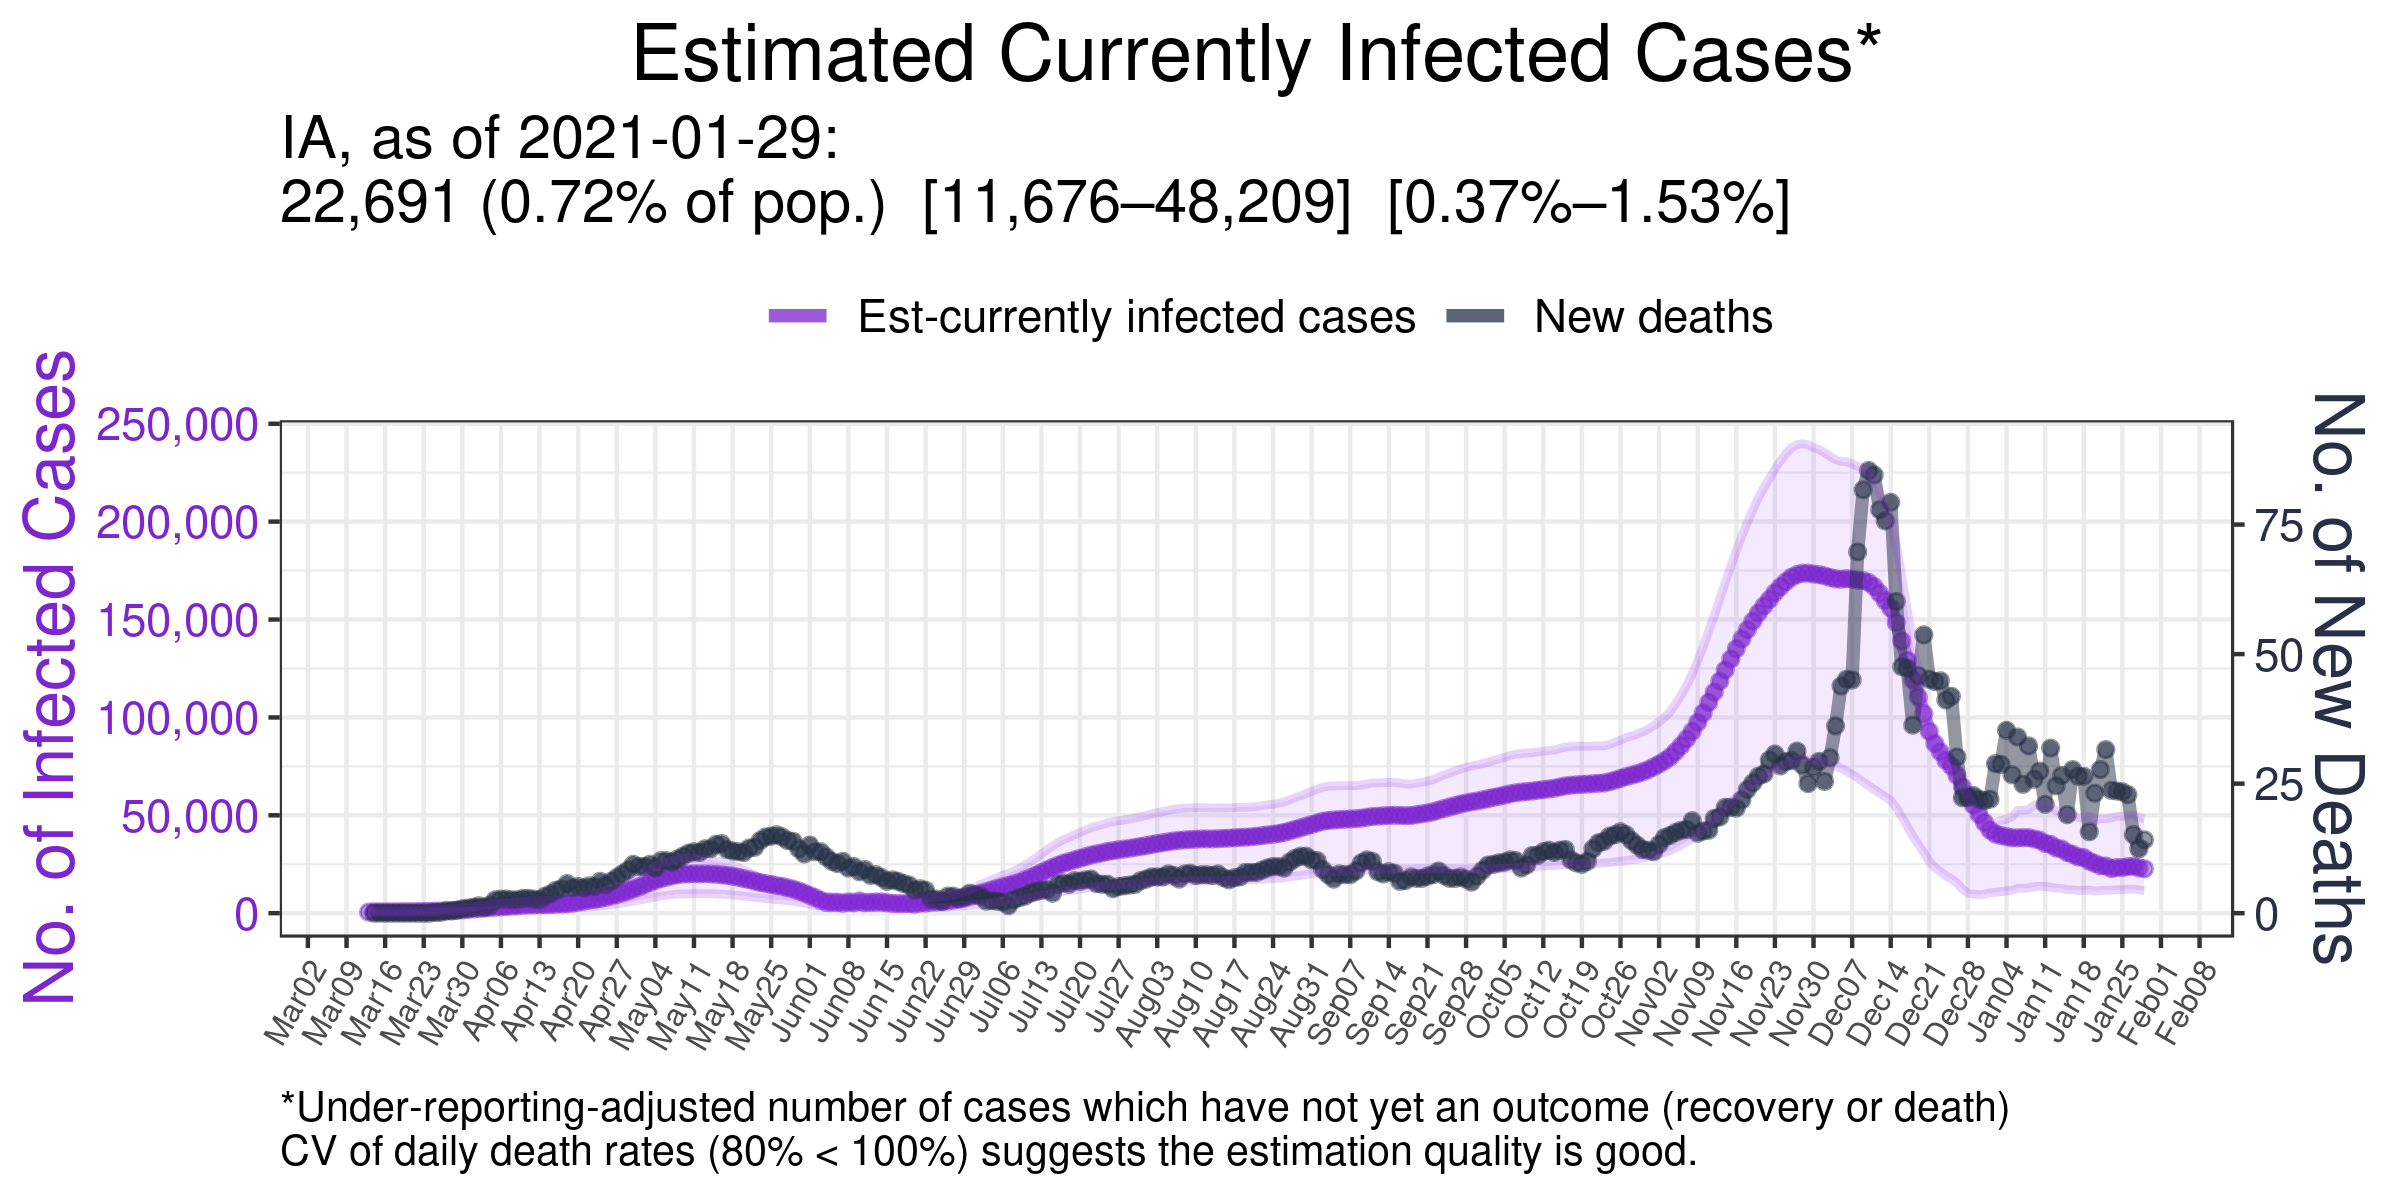 Estimated Currently Infected Cases*
IA, as of 2021-01-29:
22,691 (0.72% of pop.) [11,676–48,209] [0.37%–1.53%]
Est-currently infected cases
New deaths
No. of Infected Cases
250,000
200,000
150,000
100,000
50,000
0
75
50
25
0
No. of New Deaths
Mar02
Mar09
Mar16
Mar23
Mar30
Apr06
Apr13
Apr20
Apr27
May04
May11
May18
May25
Jun01
Jun08
Jun15
Jun22
Jun29
Jul06
Jul13
Jul20
Jul27
Aug03
Aug10
Aug17
Aug24
Aug31
Sep07
Sep14
Sep21
Sep28
Oct05
Oct12
Oct19
Oct26
Nov02
Nov09
Nov16
Nov23
Nov30
Dec07
Dec14
Dec21
Dec28
Jan04
Jan11
Jan18
Jan25
Feb01
Feb08
*Under-reporting-adjusted number of cases which have not yet an outcome (recovery or death)
CV of daily death rates (80% < 100%) suggests the estimation quality is good.